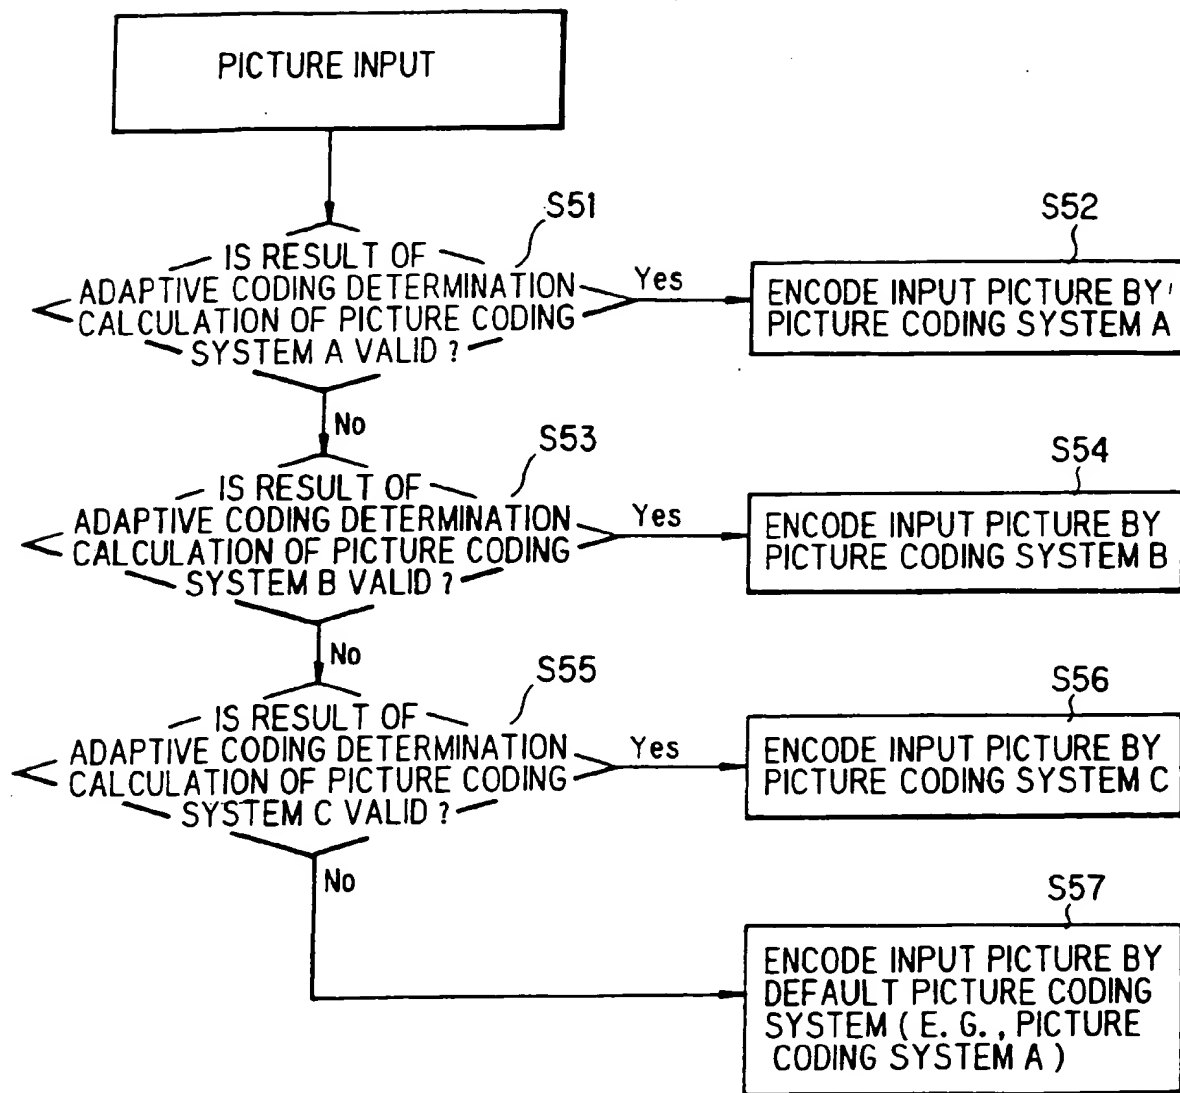 PICTURE INPUT
S51
IS RESULT OF
ADAPTIVE CODING DETERMINATION
CALCULATION OF PICTURE CODING
SYSTEM A VALID ?
Yes
S52
ENCODE INPUT PICTURE BY
PICTURE CODING SYSTEM A
No
S53
IS RESULT OF
ADAPTIVE CODING DETERMINATION
CALCULATION OF PICTURE CODING
SYSTEM B VALID ?
Yes
S54
ENCODE INPUT PICTURE BY
PICTURE CODING SYSTEM B
No
S55
IS RESULT OF
ADAPTIVE CODING DETERMINATION
CALCULATION OF PICTURE CODING
SYSTEM C VALID ?
Yes
S56
ENCODE INPUT PICTURE BY
PICTURE CODING SYSTEM C
No
S57
ENCODE INPUT PICTURE BY
DEFAULT PICTURE CODING
SYSTEM ( E. G. , PICTURE
CODING SYSTEM A )